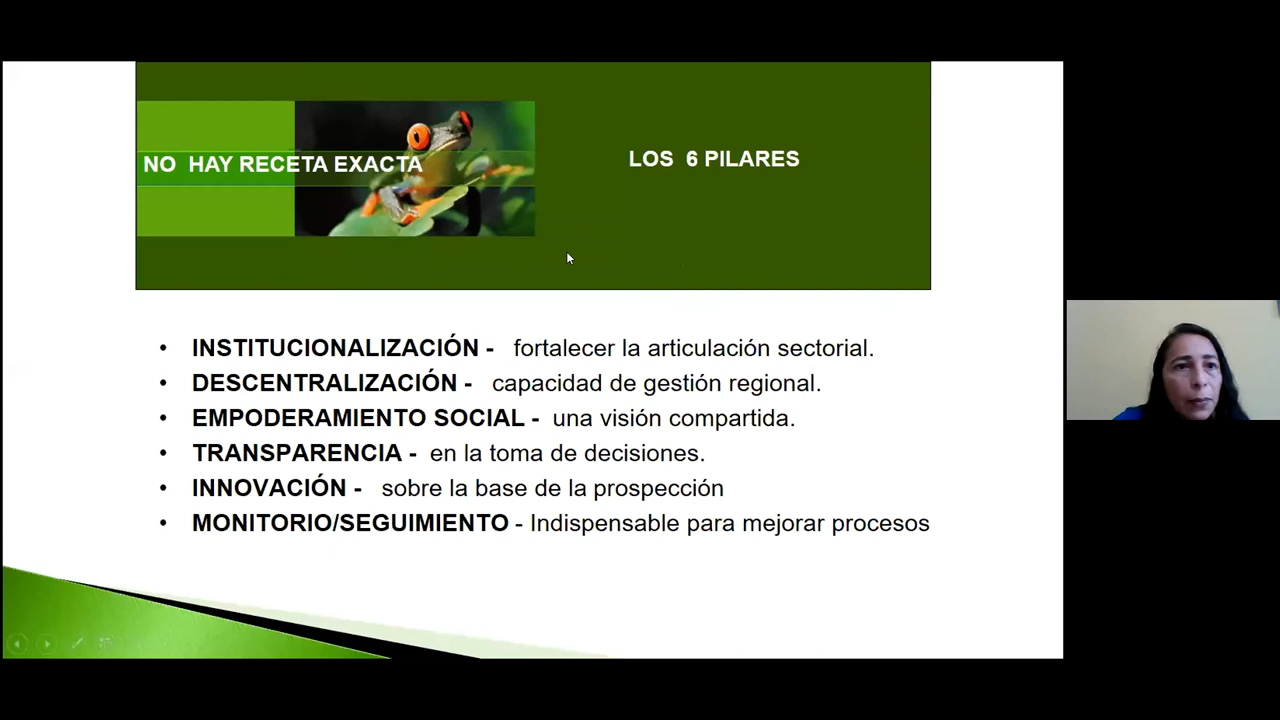 NO HAY RECETA EXACTA
LOS 6 PILARES
• INSTITUCIONALIZACIÓN - fortalecer la articulación sectorial.
• DESCENTRALIZACIÓN - capacidad de gestión regional.
• EMPODERAMIENTO SOCIAL - una visión compartida.
• TRANSPARENCIA - en la toma de decisiones.
• INNOVACIÓN - sobre la base de la prospección
• MONITORIO/SEGUIMIENTO - Indispensable para mejorar procesos